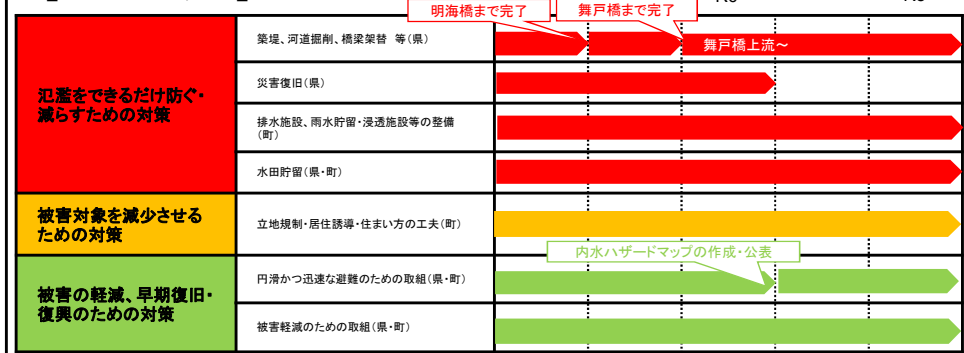 明海橋まで完了
舞戸橋まで完了
氾濫をできるだけ防ぐ・
減らすための対策
築堤、河道掘削、橋梁架替　等（県）
舞戸橋上流～
災害復旧（県）
排水施設、雨水貯留・浸透施設等の整備
（町）
水田貯留（県・町）
被害対象を減少させる
ための対策
立地規制・居住誘導・住まい方の工夫（町）
内水ハザードマップの作成・公表
被害の軽減、早期復旧・
復興のための対策
円滑かつ迅速な避難のための取組（県・町）
被害軽減のための取組（県・町）